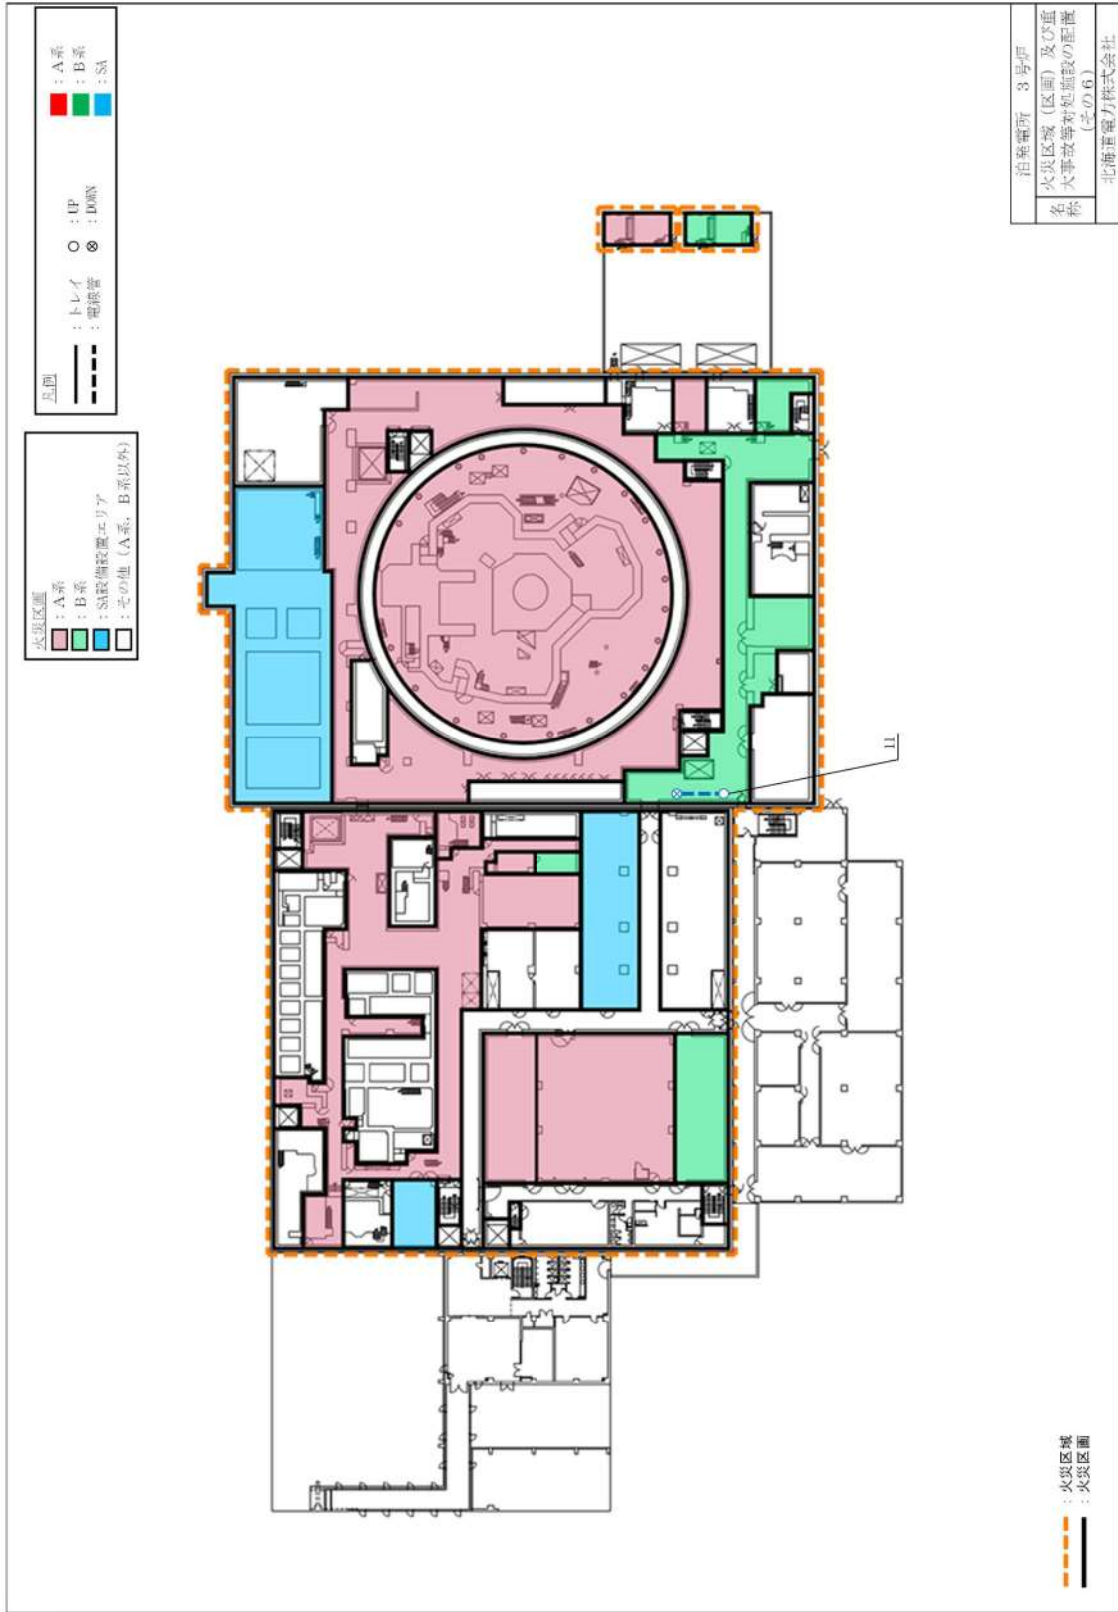 火災区画
：A系
：B系
：SA設備設置エリア
：その他（A系，B系以外）
凡例
：トレイ ○：UP
：電線管 ⊗：DOWN
：A系
：B系
：SA
11
：火災区域
：火災区画
泊発電所　3号炉
名称
火災区域（区画）及び重
大事故等対処施設の配置
（その6）
北海道電力株式会社